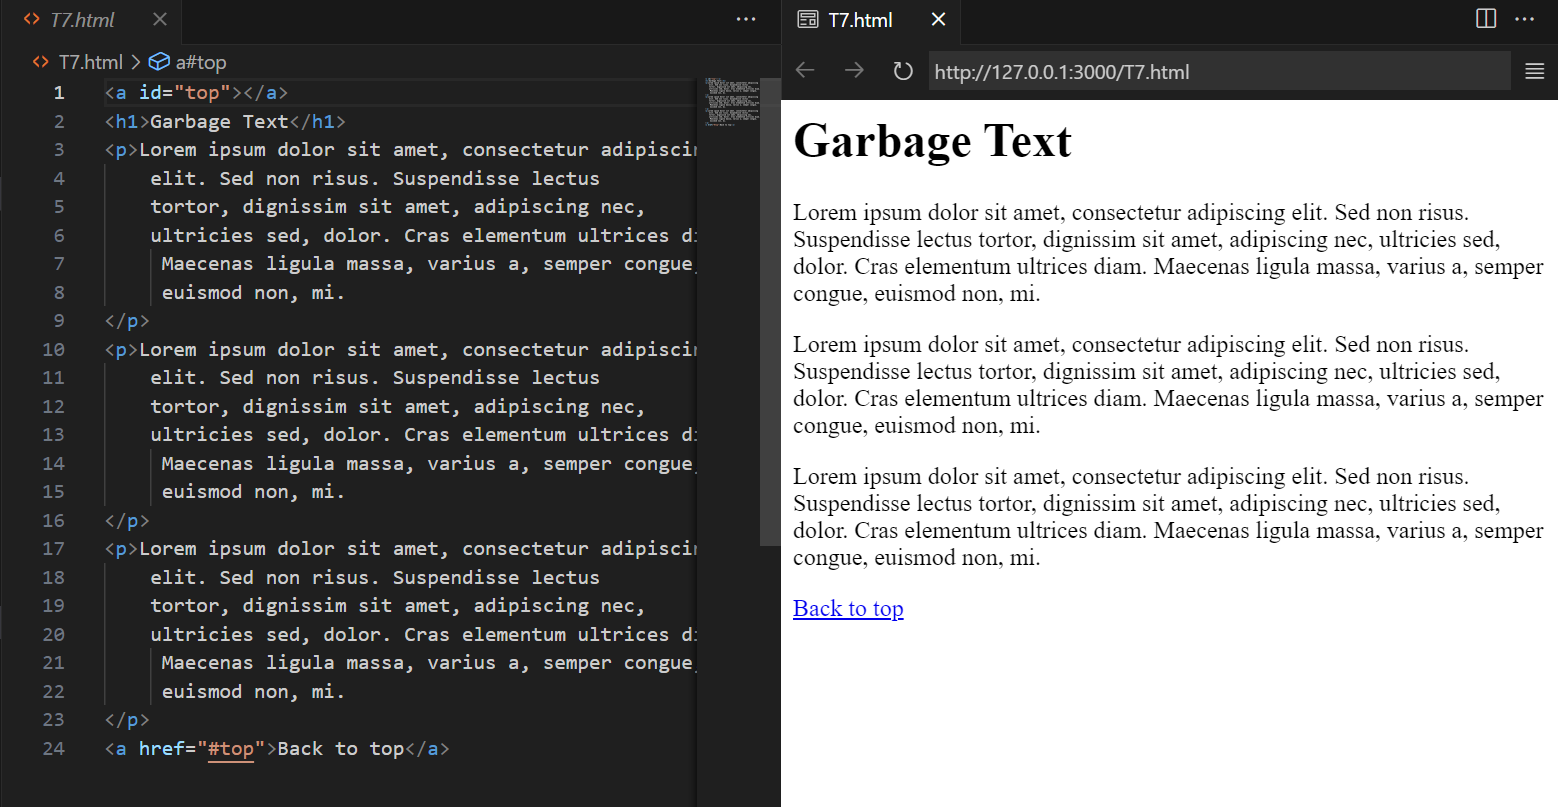 T7.html
T7.html
T7.html > a#top
http://127.0.0.1:3000/T7.html
1 <a id="top"></a>
2 <h1>Garbage Text</h1>
3 <p>Lorem ipsum dolor sit amet, consectetur adipiscin
4 elit. Sed non risus. Suspendisse lectus
5 tortor, dignissim sit amet, adipiscing nec,
6 ultricies sed, dolor. Cras elementum ultrices di
7 Maecenas ligula massa, varius a, semper congue,
8 euismod non, mi.
9 </p>
10 <p>Lorem ipsum dolor sit amet, consectetur adipiscin
11 elit. Sed non risus. Suspendisse lectus
12 tortor, dignissim sit amet, adipiscing nec,
13 ultricies sed, dolor. Cras elementum ultrices di
14 Maecenas ligula massa, varius a, semper congue,
15 euismod non, mi.
16 </p>
17 <p>Lorem ipsum dolor sit amet, consectetur adipiscin
18 elit. Sed non risus. Suspendisse lectus
19 tortor, dignissim sit amet, adipiscing nec,
20 ultricies sed, dolor. Cras elementum ultrices di
21 Maecenas ligula massa, varius a, semper congue,
22 euismod non, mi.
23 </p>
24 <a href="#top">Back to top</a>
Garbage Text
Lorem ipsum dolor sit amet, consectetur adipiscing elit. Sed non risus.
Suspendisse lectus tortor, dignissim sit amet, adipiscing nec, ultricies sed,
dolor. Cras elementum ultrices diam. Maecenas ligula massa, varius a, semper
congue, euismod non, mi.
Lorem ipsum dolor sit amet, consectetur adipiscing elit. Sed non risus.
Suspendisse lectus tortor, dignissim sit amet, adipiscing nec, ultricies sed,
dolor. Cras elementum ultrices diam. Maecenas ligula massa, varius a, semper
congue, euismod non, mi.
Lorem ipsum dolor sit amet, consectetur adipiscing elit. Sed non risus.
Suspendisse lectus tortor, dignissim sit amet, adipiscing nec, ultricies sed,
dolor. Cras elementum ultrices diam. Maecenas ligula massa, varius a, semper
congue, euismod non, mi.
Back to top